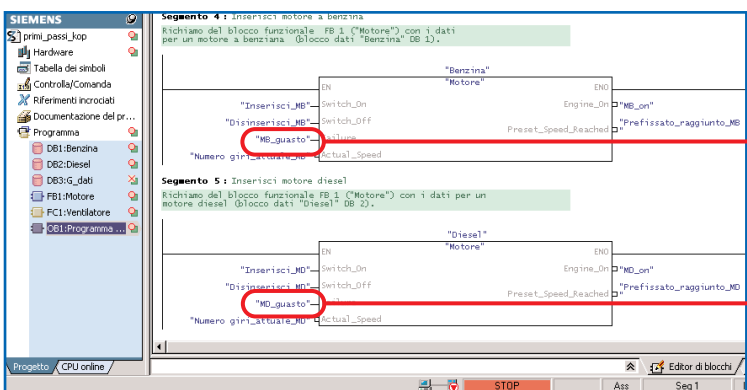 SIEMENS
primi_passi_kop
Hardware
Tabella dei simboli
Controlla/Comanda
Riferimenti incrociati
Documentazione del pr...
Programma
DB1:Benzina
DB2:Diesel
DB3:G_dati
FB1:Motore
FC1:Ventilatore
OB1:Programma ...
Progetto
CPU online
Segmento 4 : Inserisci motore a benzina
Richiamo del blocco funzionale FB 1 ("Motore") con i dati
per un motore a benziana (blocco dati "Benzina" DB 1).
"Benzina"
"Motore"
EN
ENO
"Inserisci_MB"
Switch_On
Engine_On
"MB_on"
"Disinserisci_MB"
Switch_Off
Preset_Speed_Reached
"Prefissato_raggiunto_MB
"
"MB_guasto"
Failure
"Numero giri_attuale_MB"
Actual_Speed
Segmento 5 : Inserisci motore diesel
Richiamo del blocco funzionale FB 1 ("Motore") con i dati per un
motore diesel (blocco dati "Diesel" DB 2).
"Diesel"
"Motore"
EN
ENO
"Inserisci_MD"
Switch_On
Engine_On
"MD_on"
"Disinserisci_MD"
Switch_Off
Preset_Speed_Reached
"Prefissato_raggiunto_MD
"
"MD_guasto"
"Numero giri_attuale_MD"
Actual_Speed
Editor di blocchi
STOP
Ass
Seg 1